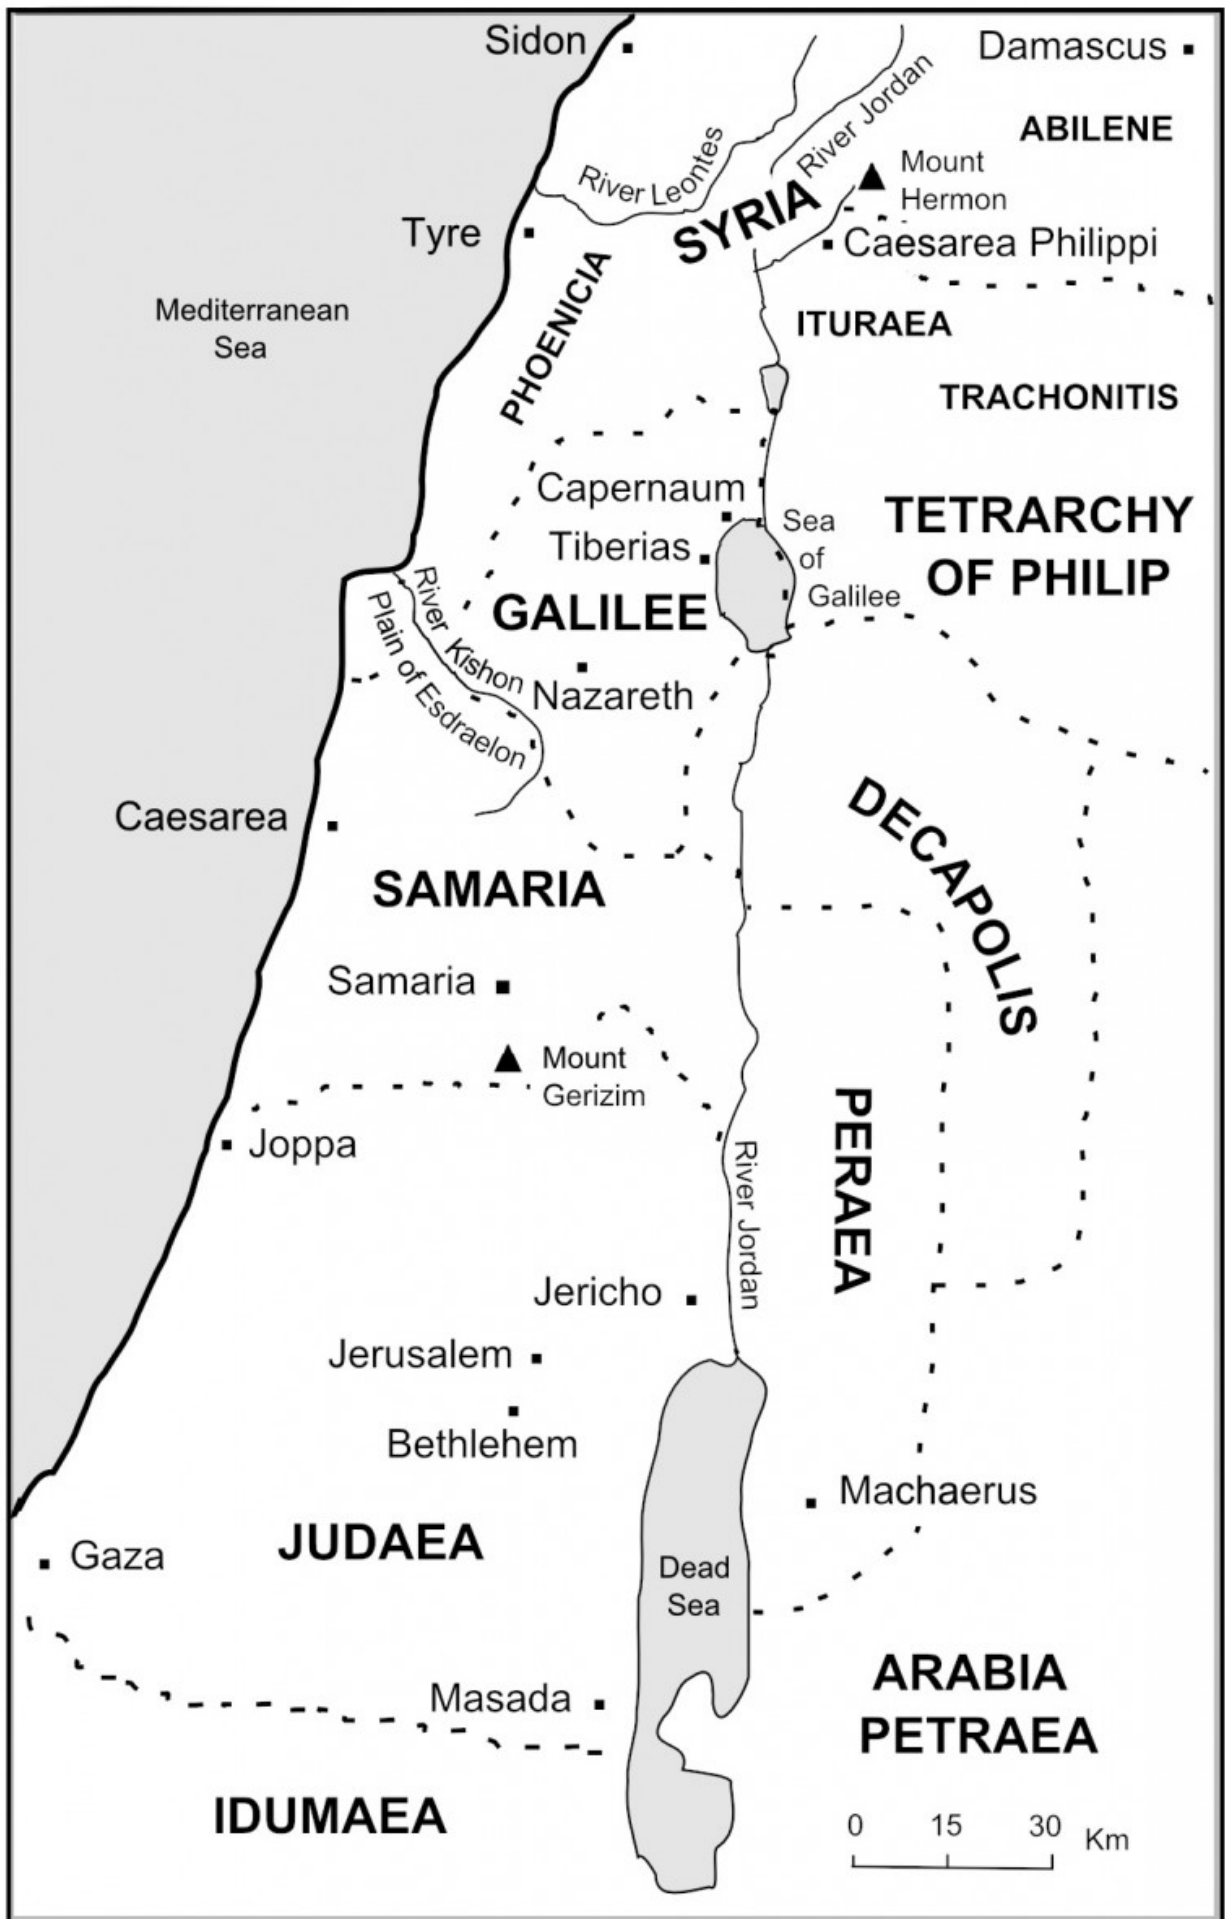 Sidon
Damascus
River Jordan
ABILENE
River Leontes
Mount
Hermon
SYRIA
Tyre
Caesarea Philippi
PHOENICIA
Mediterranean
Sea
ITURAEA
TRACHONITIS
Capernaum
TETRARCHY
OF PHILIP
Sea
of
Galilee
Tiberias
GALILEE
River Kishon
Plain of Esdraelon
Nazareth
Caesarea
DECAPOLIS
SAMARIA
Samaria
Mount
Gerizim
Joppa
PERAEA
River Jordan
Jericho
Jerusalem
Bethlehem
Machaerus
JUDAEA
Gaza
Dead
Sea
Masada
ARABIA
PETRAEA
IDUMAEA
0 15 30 Km